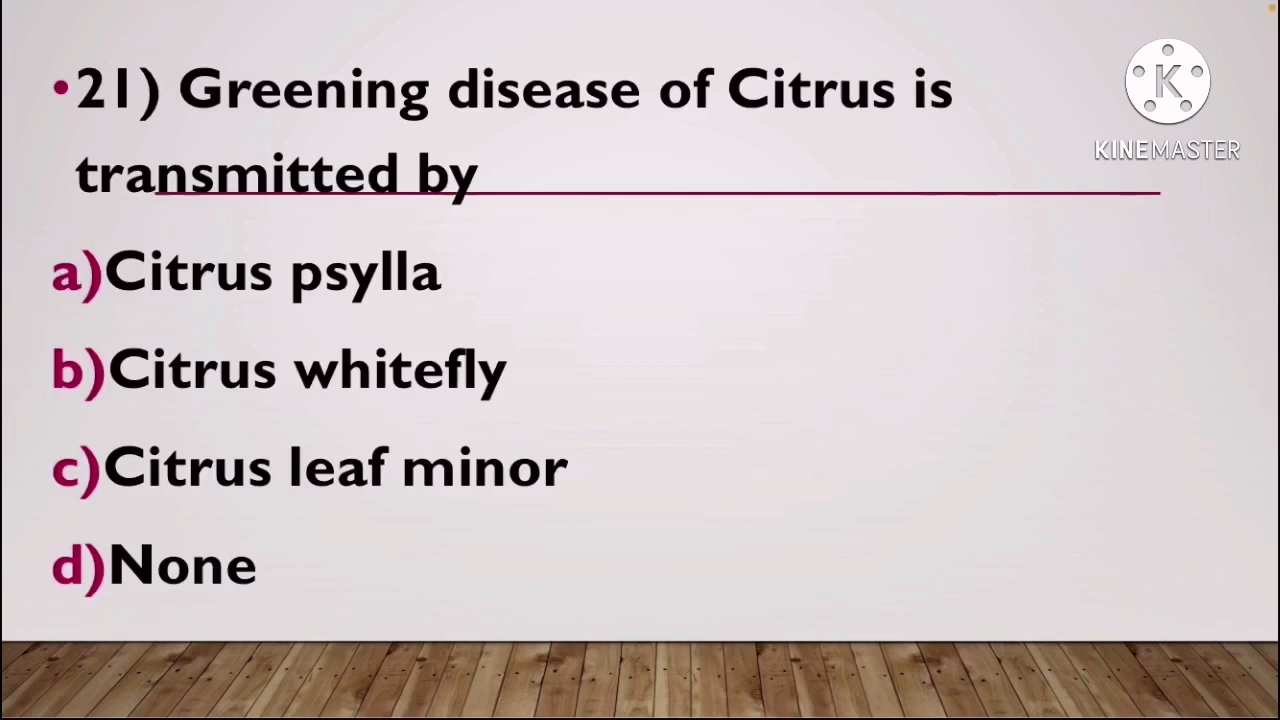 •21) Greening disease of Citrus is
transmitted by
a)Citrus psylla
b)Citrus whitefly
c)Citrus leaf minor
d)None
K
KINEMASTER